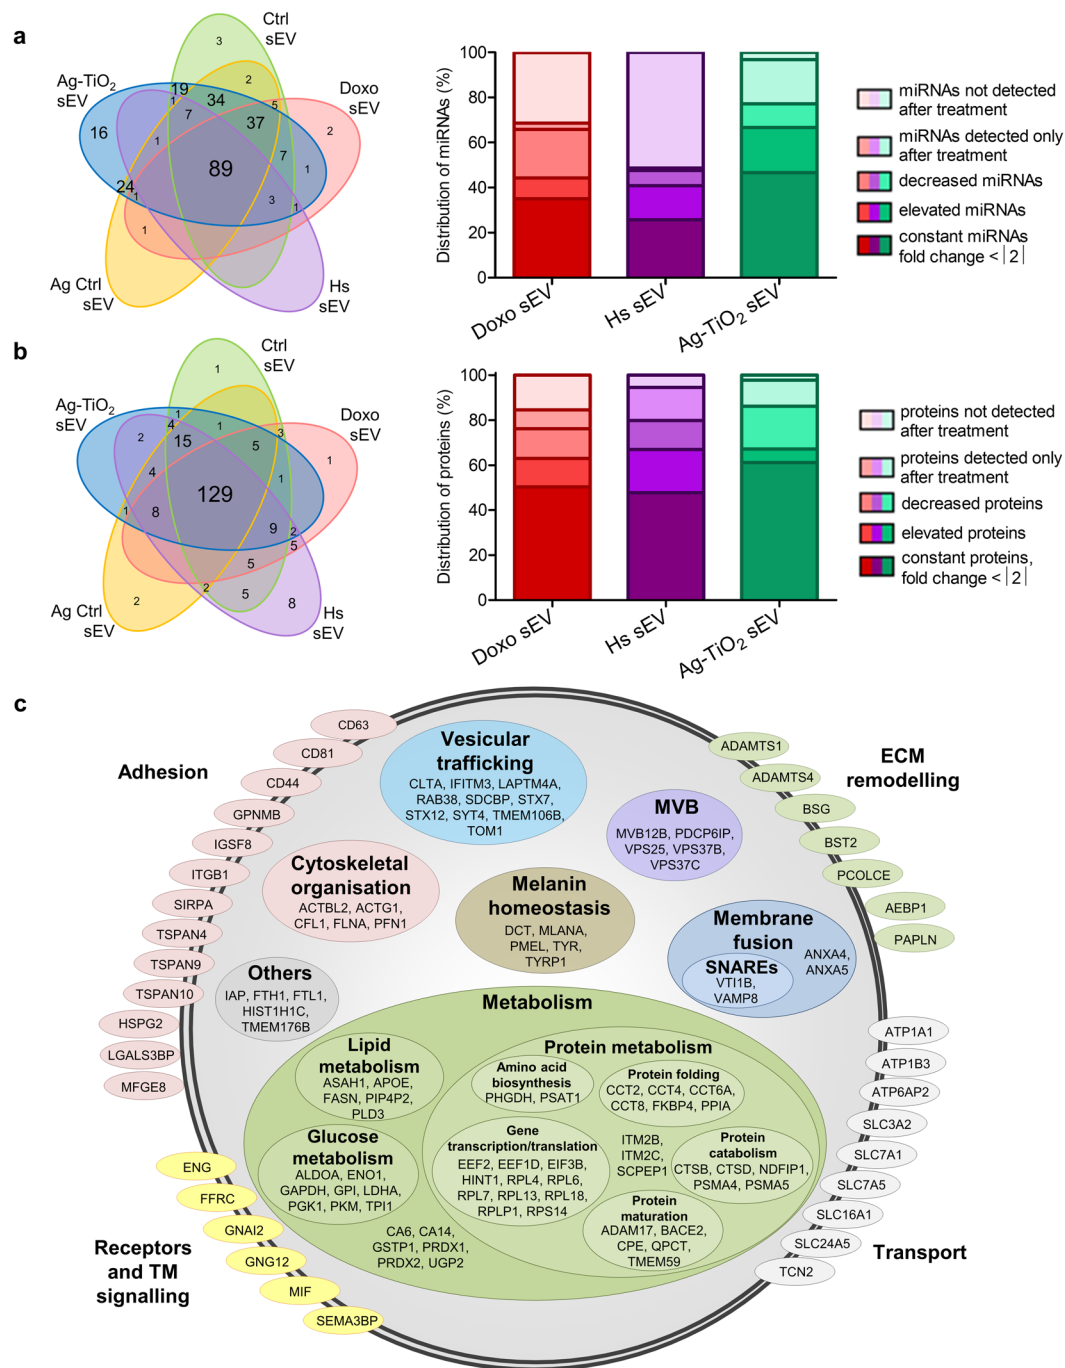 a
Ctrl
sEV
Ag-TiO2
sEV
Doxo
sEV
Ag Ctrl
sEV
Hs
sEV
3
2
19
1
34
5
7
37
2
16
1
7
1
89
24
1
3
1
1
Distribution of miRNAs (%)
100
80
60
40
20
0
Doxo sEV
Hs sEV
Ag-TiO2 sEV
miRNAs not detected
after treatment
miRNAs detected only
after treatment
decreased miRNAs
elevated miRNAs
constant miRNAs
fold change < |2|
b
Ctrl
sEV
Ag-TiO2
sEV
Doxo
sEV
Ag Ctrl
sEV
Hs
sEV
1
1
4
1
3
2
15
5
1
4
1
129
1
8
9
2
5
5
2
5
2
8
Distribution of proteins (%)
100
80
60
40
20
0
Doxo sEV
Hs sEV
Ag-TiO2 sEV
proteins not detected
after treatment
proteins detected only
after treatment
decreased proteins
elevated proteins
constant proteins,
fold change < |2|
c
Adhesion
CD63
CD81
CD44
GPNMB
IGSF8
ITGB1
SIRPA
TSPAN4
TSPAN9
TSPAN10
HSPG2
LGALS3BP
MFGE8
Receptors
and TM
signalling
ENG
FFRC
GNAI2
GNG12
MIF
SEMA3BP
Vesicular
trafficking
CLTA, IFITM3, LAPTM4A,
RAB38, SDCBP, STX7,
STX12, SYT4, TMEM106B,
TOM1
MVB
MVB12B, PDCP6IP,
VPS25, VPS37B,
VPS37C
Cytoskeletal
organisation
ACTBL2, ACTG1,
CFL1, FLNA, PFN1
Melanin
homeostasis
DCT, MLANA,
PMEL, TYR,
TYRP1
Membrane
fusion
ANXA4,
ANXA5
SNAREs
VTI1B,
VAMP8
Others
IAP, FTH1, FTL1,
HIST1H1C,
TMEM176B
Metabolism
Lipid
metabolism
ASAH1, APOE,
FASN, PIP4P2,
PLD3
Glucose
metabolism
ALDOA, ENO1,
GAPDH, GPI, LDHA,
PGK1, PKM, TPI1
CA6, CA14,
GSTP1, PRDX1,
PRDX2, UGP2
Protein metabolism
Amino acid
biosynthesis
PHGDH, PSAT1
Protein folding
CCT2, CCT4, CCT6A,
CCT8, FKBP4, PPIA
Gene
transcription/translation
EEF2, EEF1D, EIF3B,
HINT1, RPL4, RPL6,
RPL7, RPL13, RPL18,
RPLP1, RPS14
ITM2B,
ITM2C,
SCPEP1
Protein
catabolism
CTSB, CTSD, NDFIP1,
PSMA4, PSMA5
Protein
maturation
ADAM17, BACE2,
CPE, QPCT,
TMEM59
ECM
remodelling
ADAMTS1
ADAMTS4
BSG
BST2
PCOLCE
AEBP1
PAPLN
Transport
ATP1A1
ATP1B3
ATP6AP2
SLC3A2
SLC7A1
SLC7A5
SLC16A1
SLC24A5
TCN2